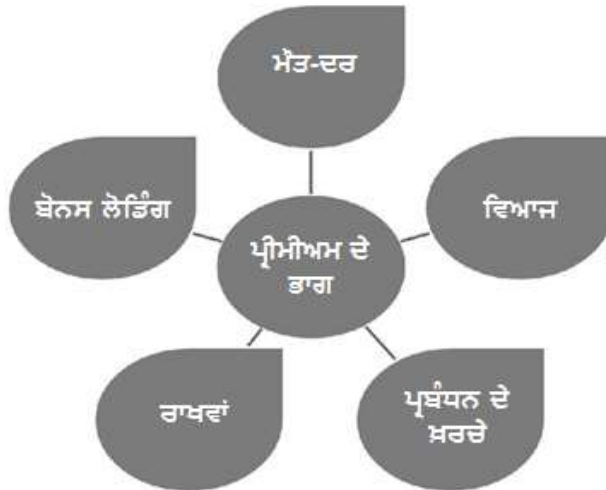 ਮੌਤ-ਦਰ
ਬੋਨਸ ਲੋਡਿੰਗ
ਵਿਆਜ
ਪ੍ਰੀਮੀਅਮ ਦੇ
ਭਾਗ
ਰਾਖਵਾਂ
ਪ੍ਰਬੰਧਨ ਦੇ
ਖ਼ਰਚੇ